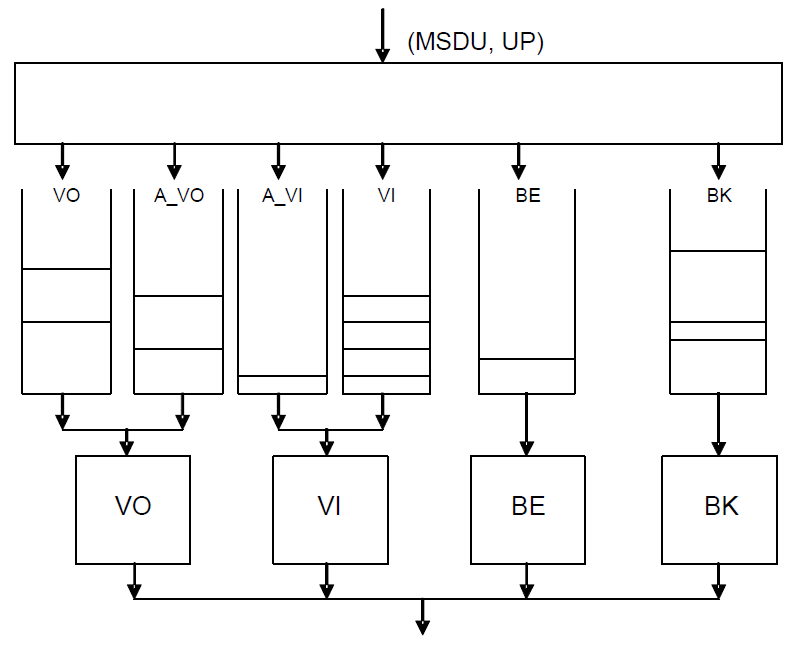 (MSDU, UP)
VO A_VO A_VI VI BE BK
VO VI BE BK